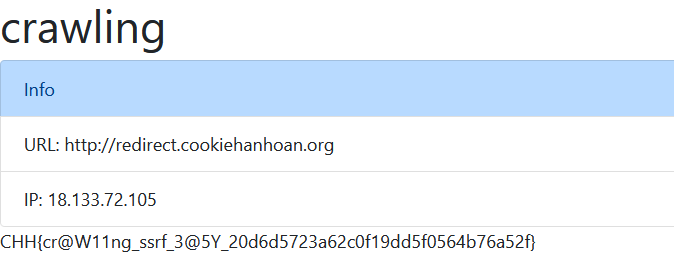 crawling
Info
URL: http://redirect.cookiehanhoan.org
IP: 18.133.72.105
CHH{cr@W11ng_ssrf_3@5Y_20d6d5723a62c0f19dd5f0564b76a52f}